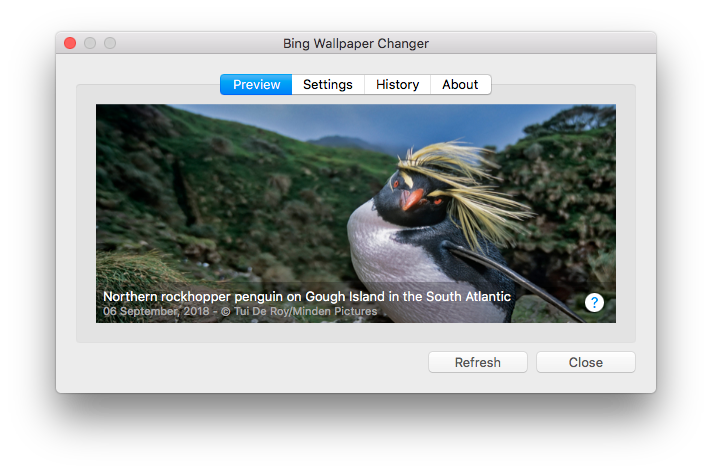 Bing Wallpaper Changer
Preview Settings History About
Northern rockhopper penguin on Gough Island in the South Atlantic
06 September, 2018 - © Tui De Roy/Minden Pictures
?
Refresh Close